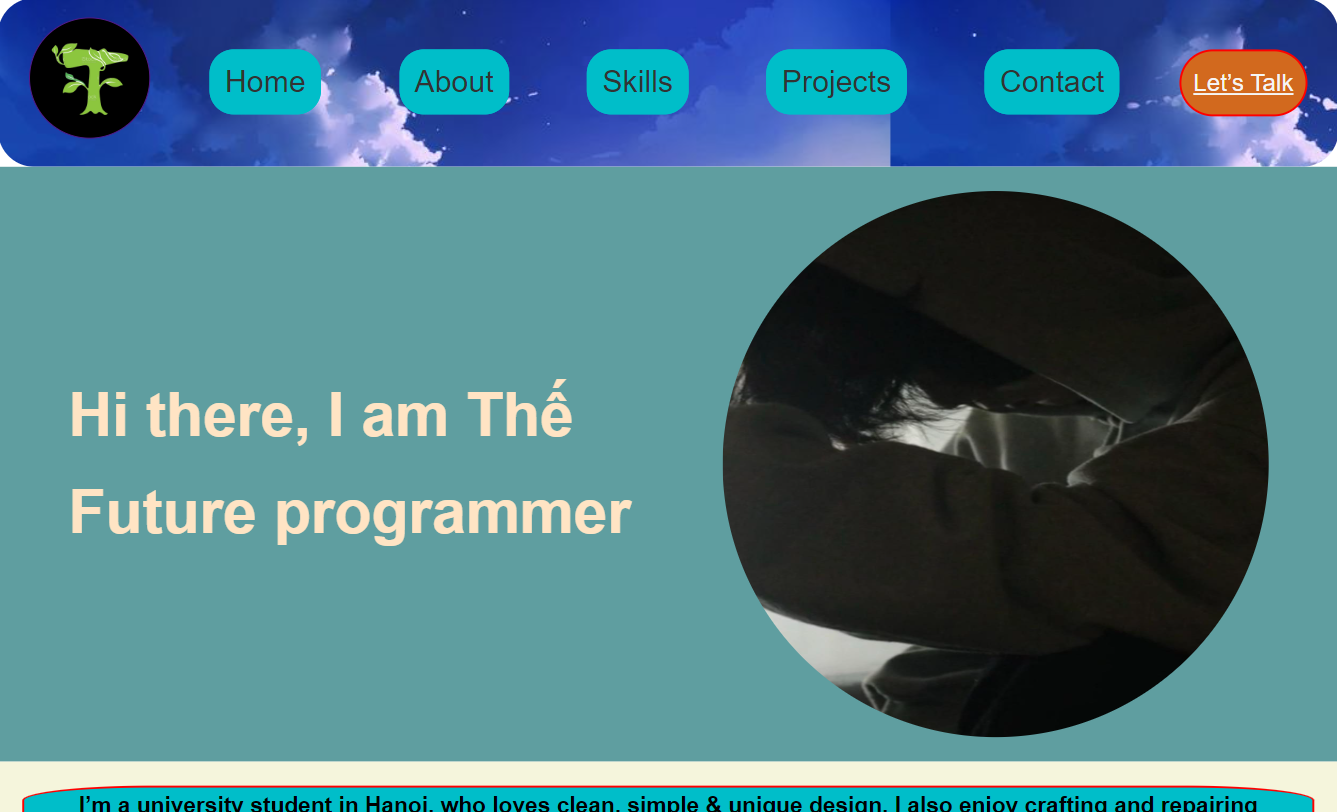 Home
About
Skills
Projects
Contact
Let's Talk
Hi there, I am Thế
Future programmer
I'm a university student in Hanoi, who loves clean, simple & unique design. I also enjoy crafting and repairing